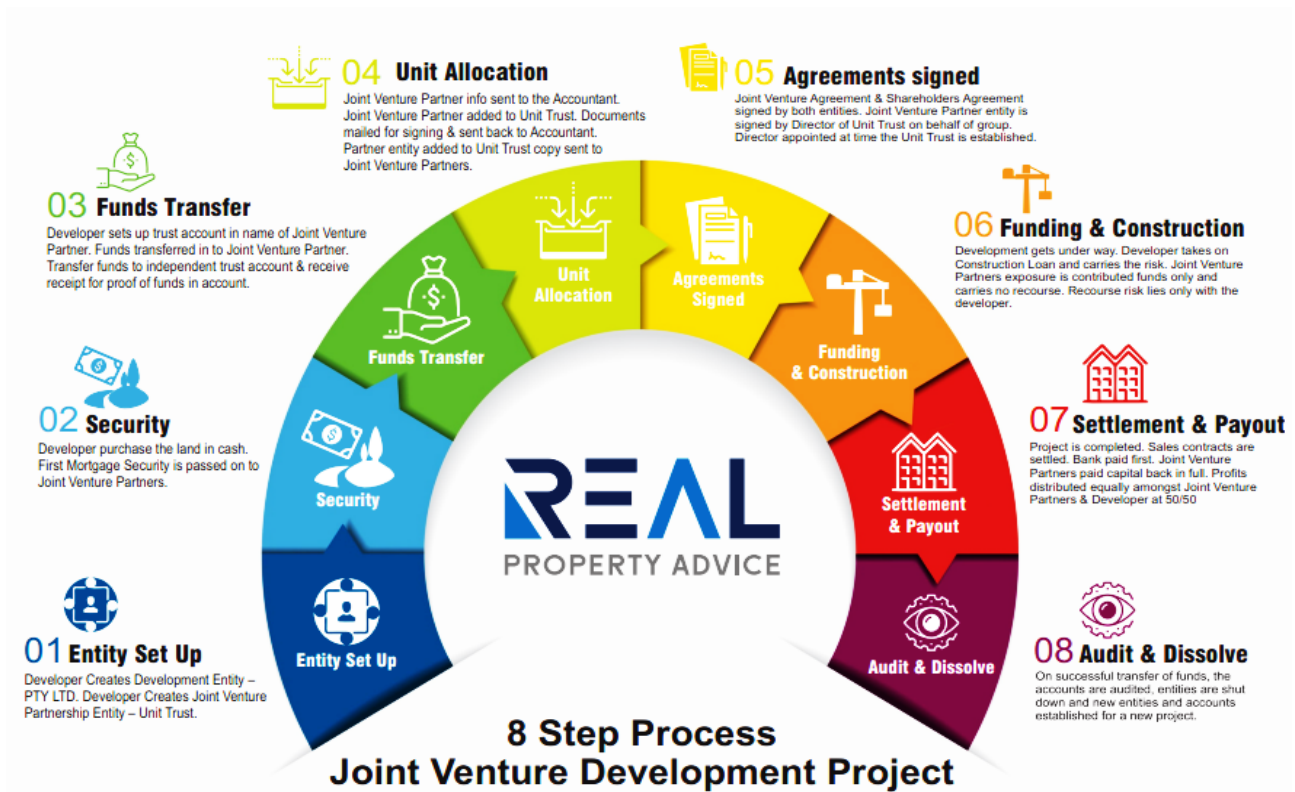 04 Unit Allocation
Joint Venture Partner info sent to the Accountant.
Joint Venture Partner added to Unit Trust. Documents
mailed for signing & sent back to Accountant.
Partner entity added to Unit Trust copy sent to
Joint Venture Partners.
05 Agreements signed
Joint Venture Agreement & Shareholders Agreement
signed by both entities. Joint Venture Partner entity is
signed by Director of Unit Trust on behalf of group.
Director appointed at time the Unit Trust is established.
03 Funds Transfer
Developer sets up trust account in name of Joint Venture
Partner. Funds transferred in to Joint Venture Partner.
Transfer funds to independent trust account & receive
receipt for proof of funds in account.
06 Funding & Construction
Development gets under way. Developer takes on
Construction Loan and carries the risk. Joint Venture
Partners exposure is contributed funds only and
carries no recourse. Recourse risk lies only with the
developer.
02 Security
Developer purchase the land in cash.
First Mortgage Security is passed on to
Joint Venture Partners.
07 Settlement & Payout
Project is completed. Sales contracts are
settled. Bank paid first. Joint Venture
Partners paid capital back in full. Profits
distributed equally amongst Joint Venture
Partners & Developer at 50/50
01 Entity Set Up
Developer Creates Development Entity –
PTY LTD. Developer Creates Joint Venture
Partnership Entity – Unit Trust.
08 Audit & Dissolve
On successful transfer of funds, the
accounts are audited, entities are shut
down and new entities and accounts
established for a new project.
Entity Set Up
Security
$
Funds Transfer
Unit
Allocation
Agreements
Signed
Funding
& Construction
Settlement
& Payout
Audit & Dissolve
REAL
PROPERTY ADVICE
8 Step Process
Joint Venture Development Project